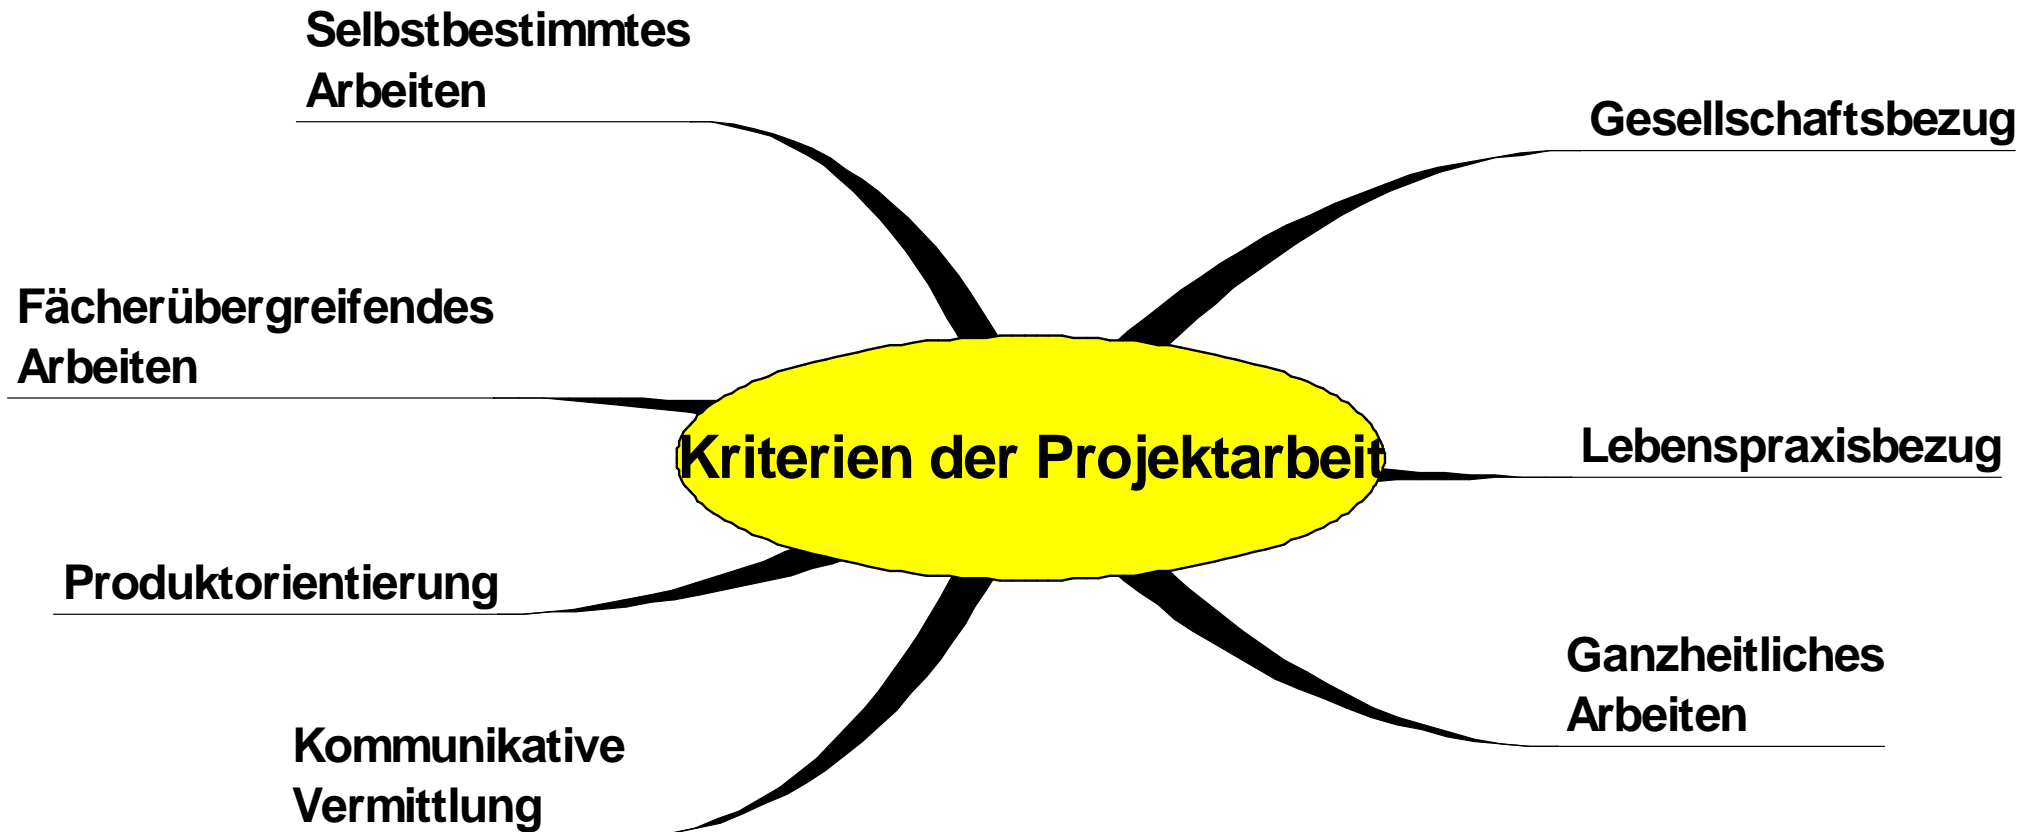 Selbstbestimmtes
Arbeiten
Gesellschaftsbezug
Fächerübergreifendes
Arbeiten
Kriterien der Projektarbeit
Lebenspraxisbezug
Produktorientierung
Ganzheitliches
Arbeiten
Kommunikative
Vermittlung